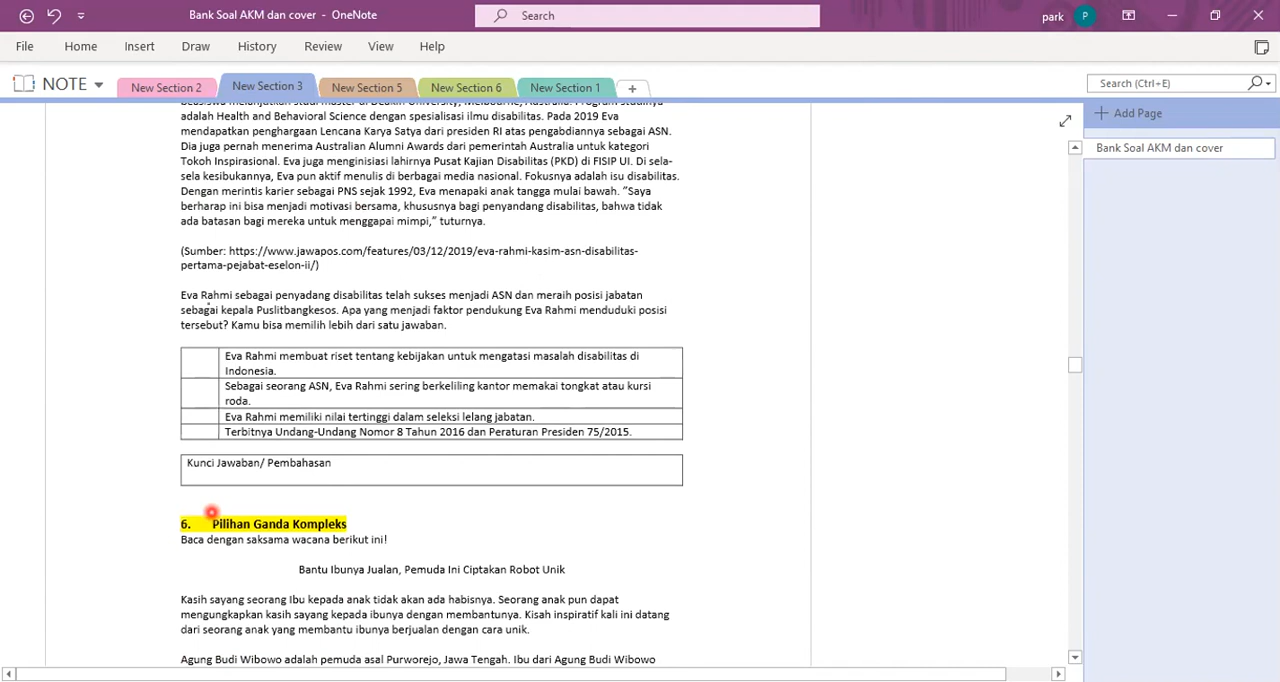 Bank Soal AKM dan cover - OneNote
Search
park
P
File Home Insert Draw History Review View Help
NOTE
New Section 2
New Section 3
New Section 5
New Section 6
New Section 1
+
Search (Ctrl+E)
Add Page
Bank Soal AKM dan cover
beasiswa melanjutkan studi master di Deakin University, Melbourne, Australia. Program studinya
adalah Health and Behavioral Science dengan spesialisasi ilmu disabilitas. Pada 2019 Eva
mendapatkan penghargaan Lencana Karya Satya dari presiden RI atas pengabdiannya sebagai ASN.
Dia juga pernah menerima Australian Alumni Awards dari pemerintah Australia untuk kategori
Tokoh Inspirasional. Eva juga menginisiasi lahirnya Pusat Kajian Disabilitas (PKD) di FISIP UI. Di sela-
sela kesibukannya, Eva pun aktif menulis di berbagai media nasional. Fokusnya adalah isu disabilitas.
Dengan merintis karier sebagai PNS sejak 1992, Eva menapaki anak tangga mulai bawah. "Saya
berharap ini bisa menjadi motivasi bersama, khususnya bagi penyandang disabilitas, bahwa tidak
ada batasan bagi mereka untuk menggapai mimpi," tuturnya.
(Sumber: https://www.jawapos.com/features/03/12/2019/eva-rahmi-kasim-asn-disabilitas-
pertama-pejabat-eselon-ii/)
Eva Rahmi sebagai penyadang disabilitas telah sukses menjadi ASN dan meraih posisi jabatan
sebagai kepala Puslitbangkesos. Apa yang menjadi faktor pendukung Eva Rahmi menduduki posisi
tersebut? Kamu bisa memilih lebih dari satu jawaban.
Eva Rahmi membuat riset tentang kebijakan untuk mengatasi masalah disabilitas di
Indonesia.
Sebagai seorang ASN, Eva Rahmi sering berkeliling kantor memakai tongkat atau kursi
roda.
Eva Rahmi memiliki nilai tertinggi dalam seleksi lelang jabatan.
Terbitnya Undang-Undang Nomor 8 Tahun 2016 dan Peraturan Presiden 75/2015.
Kunci Jawaban/ Pembahasan
6. Pilihan Ganda Kompleks
Baca dengan saksama wacana berikut ini!
Bantu Ibunya Jualan, Pemuda Ini Ciptakan Robot Unik
Kasih sayang seorang Ibu kepada anak tidak akan ada habisnya. Seorang anak pun dapat
mengungkapkan kasih sayang kepada ibunya dengan membantunya. Kisah inspiratif kali ini datang
dari seorang anak yang membantu ibunya berjualan dengan cara unik.
Agung Budi Wibowo adalah pemuda asal Purworejo, Jawa Tengah. Ibu dari Agung Budi Wibowo